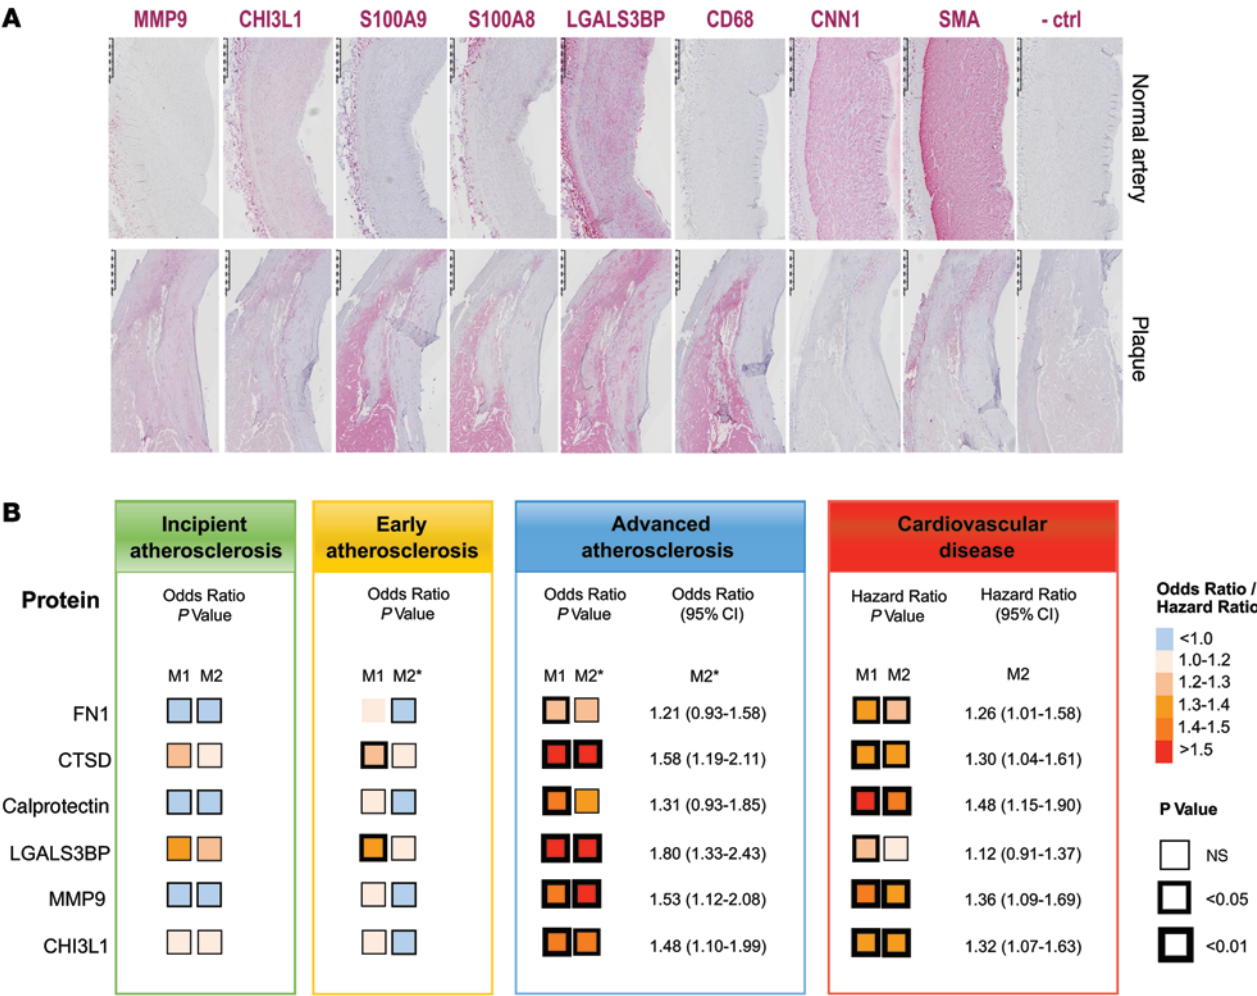 A
MMP9 CHI3L1 S100A9 S100A8 LGALS3BP CD68 CNN1 SMA - ctrl
Normal artery
Plaque
B
Incipient atherosclerosis Early atherosclerosis Advanced atherosclerosis Cardiovascular disease
Protein
Odds Ratio P Value Odds Ratio P Value Odds Ratio P Value Odds Ratio (95% CI) Hazard Ratio P Value Hazard Ratio (95% CI)
M1 M2 M1 M2* M1 M2* M2* M1 M2 M2
FN1 1.21 (0.93-1.58) 1.26 (1.01-1.58)
CTSD 1.58 (1.19-2.11) 1.30 (1.04-1.61)
Calprotectin 1.31 (0.93-1.85) 1.48 (1.15-1.90)
LGALS3BP 1.80 (1.33-2.43) 1.12 (0.91-1.37)
MMP9 1.53 (1.12-2.08) 1.36 (1.09-1.69)
CHI3L1 1.48 (1.10-1.99) 1.32 (1.07-1.63)
Odds Ratio /
Hazard Ratio
<1.0
1.0-1.2
1.2-1.3
1.3-1.4
1.4-1.5
>1.5
P Value
NS
<0.05
<0.01